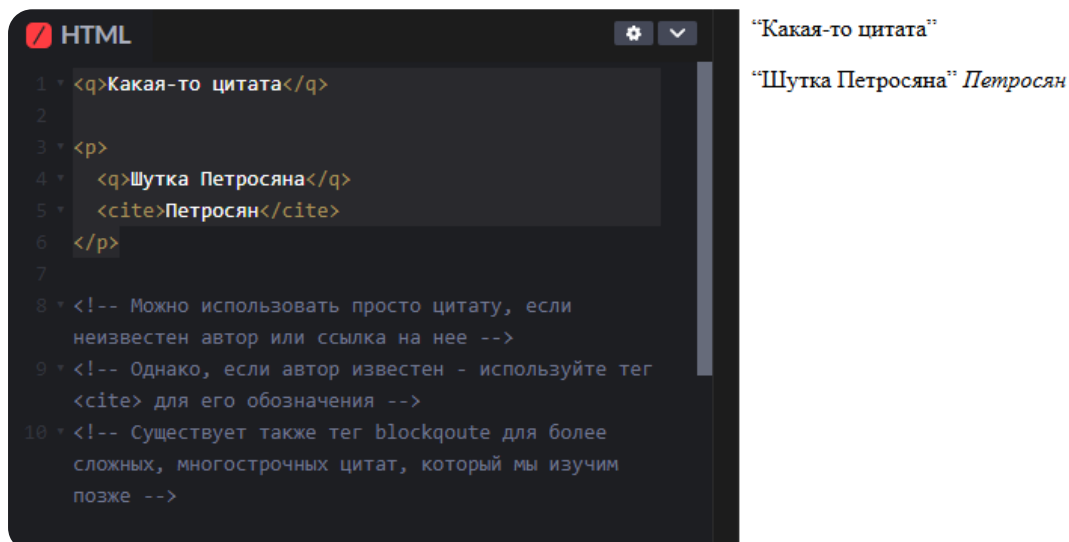 HTML
1 <q>Какая-то цитата</q>
2
3 <p>
4 <q>Шутка Петросяна</q>
5 <cite>Петросян</cite>
6 </p>
7
8 <!-- Можно использовать просто цитату, если
неизвестен автор или ссылка на нее -->
9 <!-- Однако, если автор известен - используйте тег
<cite> для его обозначения -->
10 <!-- Существует также тег blockqoute для более
сложных, многострочных цитат, который мы изучим
позже -->
“Какая-то цитата”
“Шутка Петросяна” Петросян